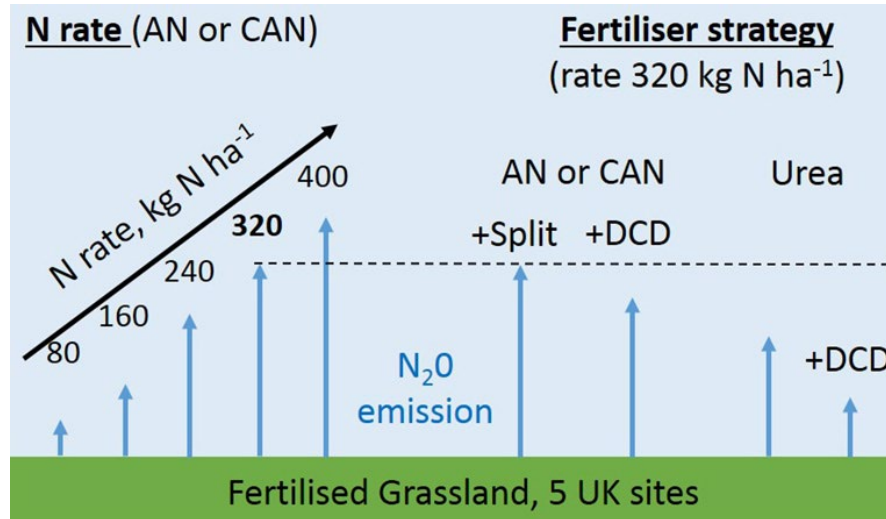 N rate (AN or CAN)
Fertiliser strategy
(rate 320 kg N ha⁻¹)
N rate, kg N ha⁻¹
80
160
240
320
400
AN or CAN
Urea
+Split
+DCD
+DCD
N₂0
emission
Fertilised Grassland, 5 UK sites